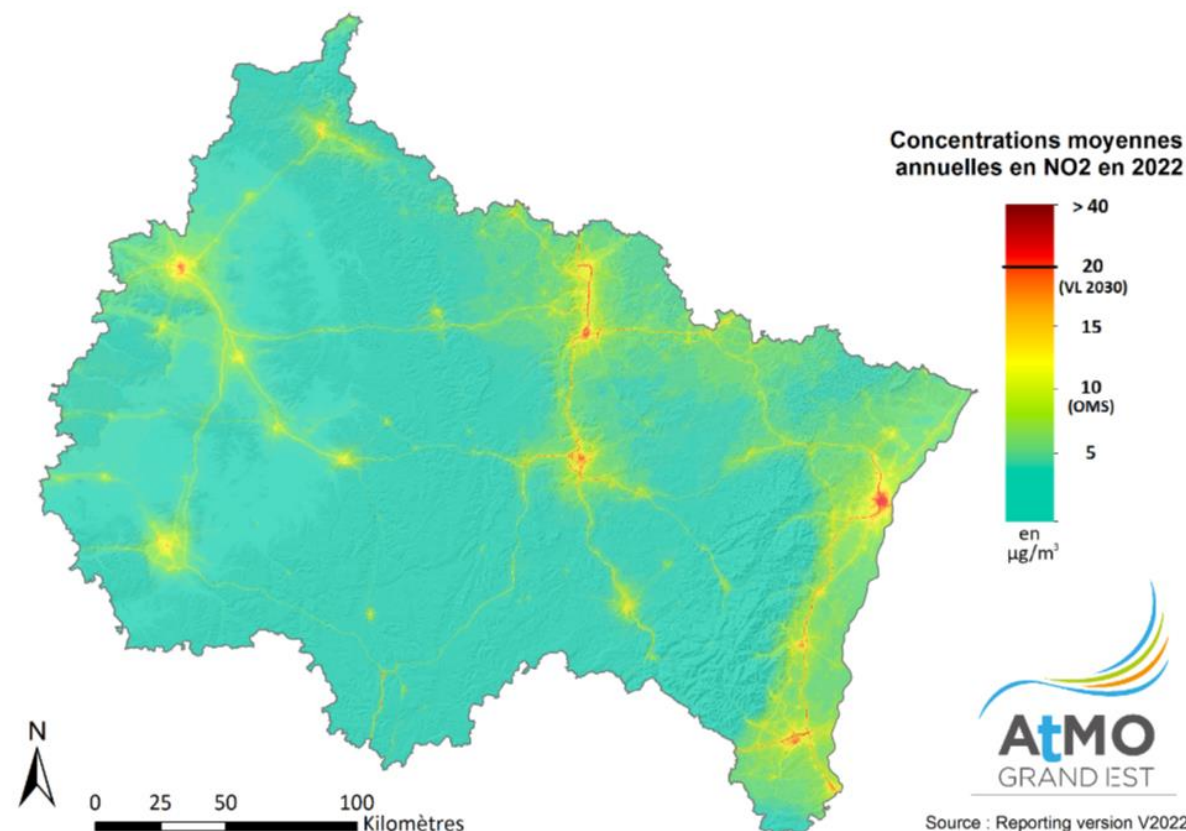 Concentrations moyennes
annuelles en NO2 en 2022
> 40
20
(VL 2030)
15
10
(OMS)
5
en
µg/m³
N
0 25 50 100
Kilomètres
AtMO
GRAND EST
Source : Reporting version V2022